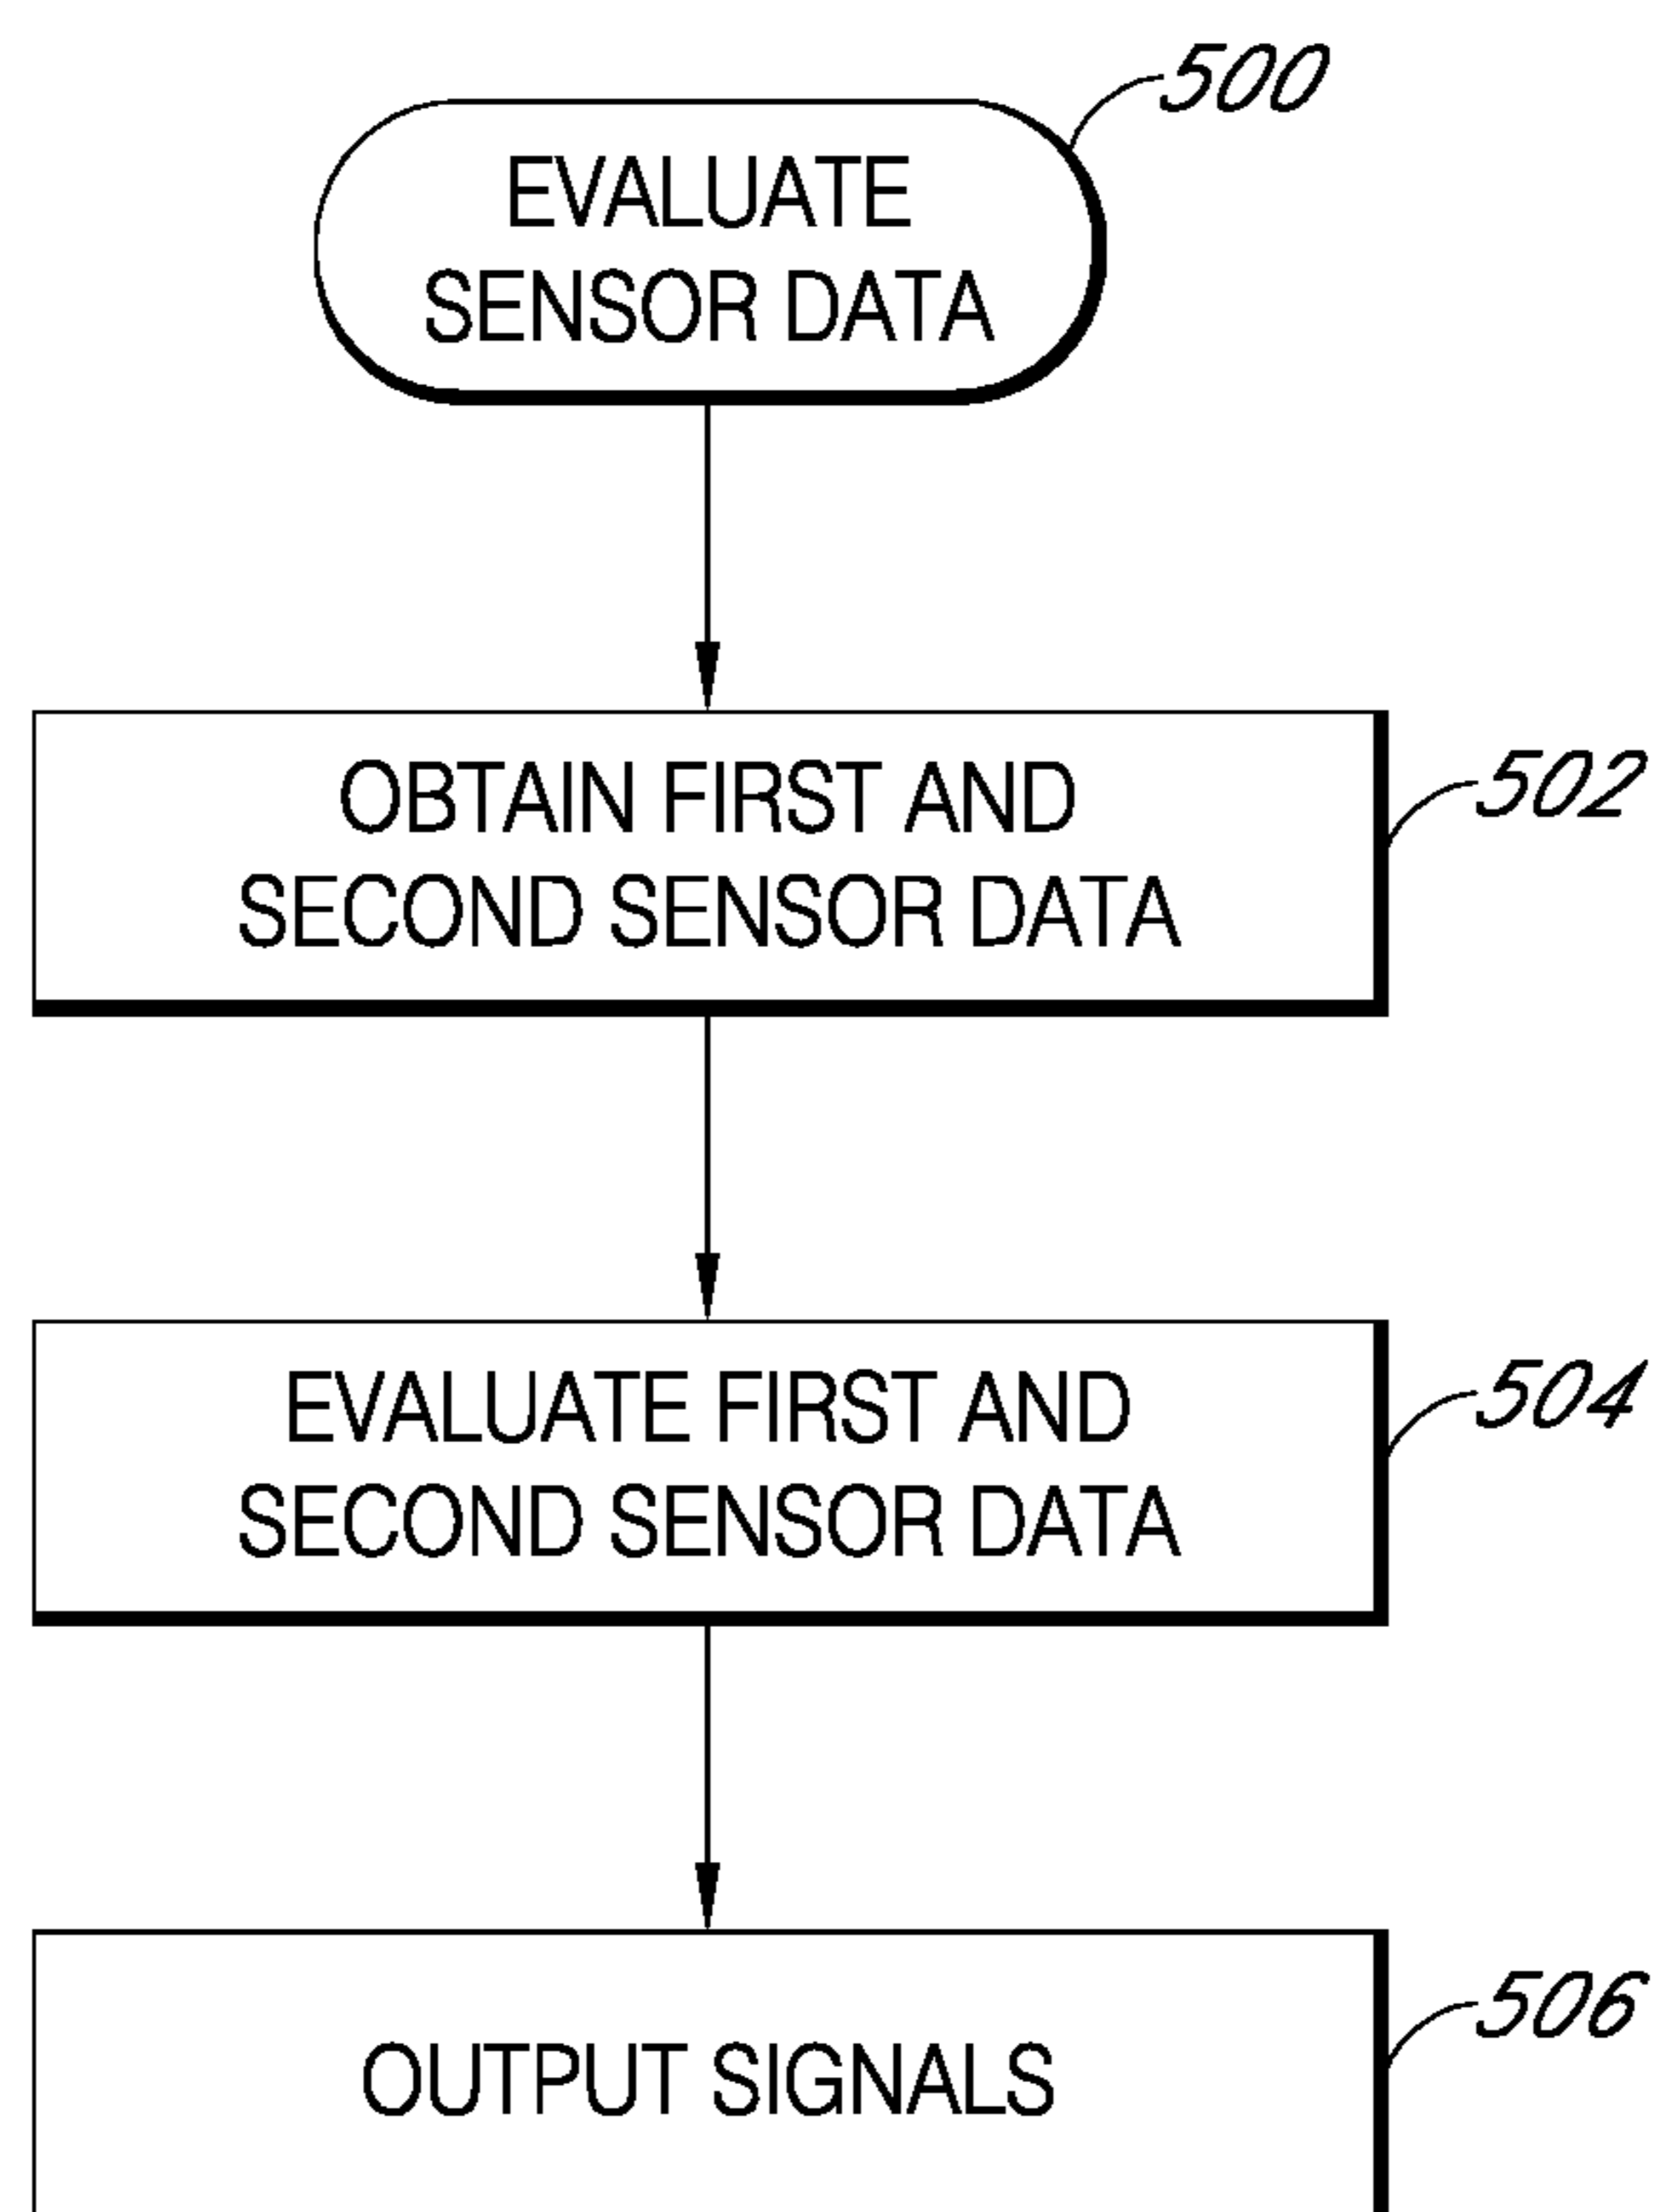 500
EVALUATE
SENSOR DATA
OBTAIN FIRST AND
SECOND SENSOR DATA
502
EVALUATE FIRST AND
SECOND SENSOR DATA
504
OUTPUT SIGNALS
506